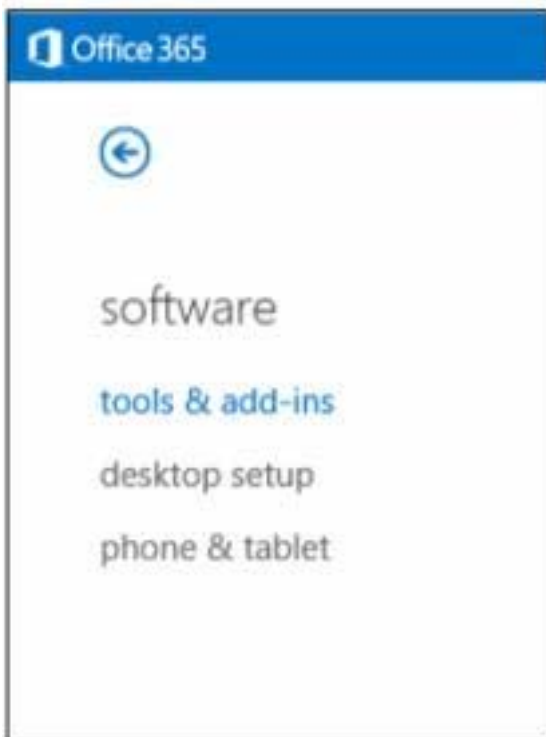 Office 365
software
tools & add-ins
desktop setup
phone & tablet